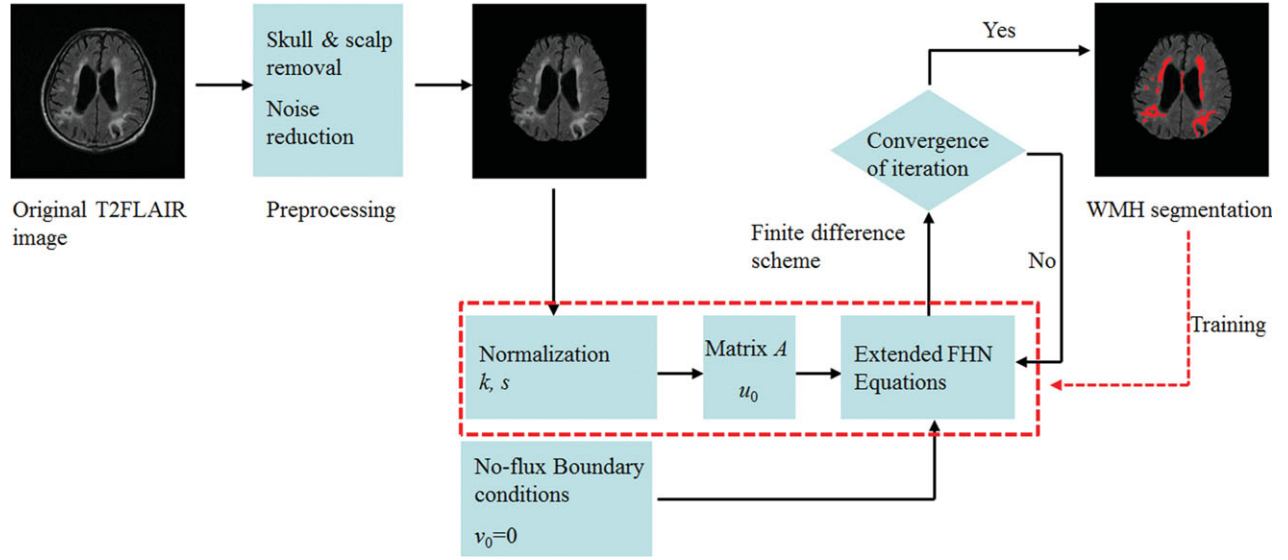 Skull & scalp
removal
Noise
reduction
Original T2FLAIR
image
Preprocessing
Yes
Convergence
of iteration
WMH segmentation
Finite difference
scheme
No
Training
Normalization
k, s
Matrix A
u₀
Extended FHN
Equations
No-flux Boundary
conditions
v₀=0